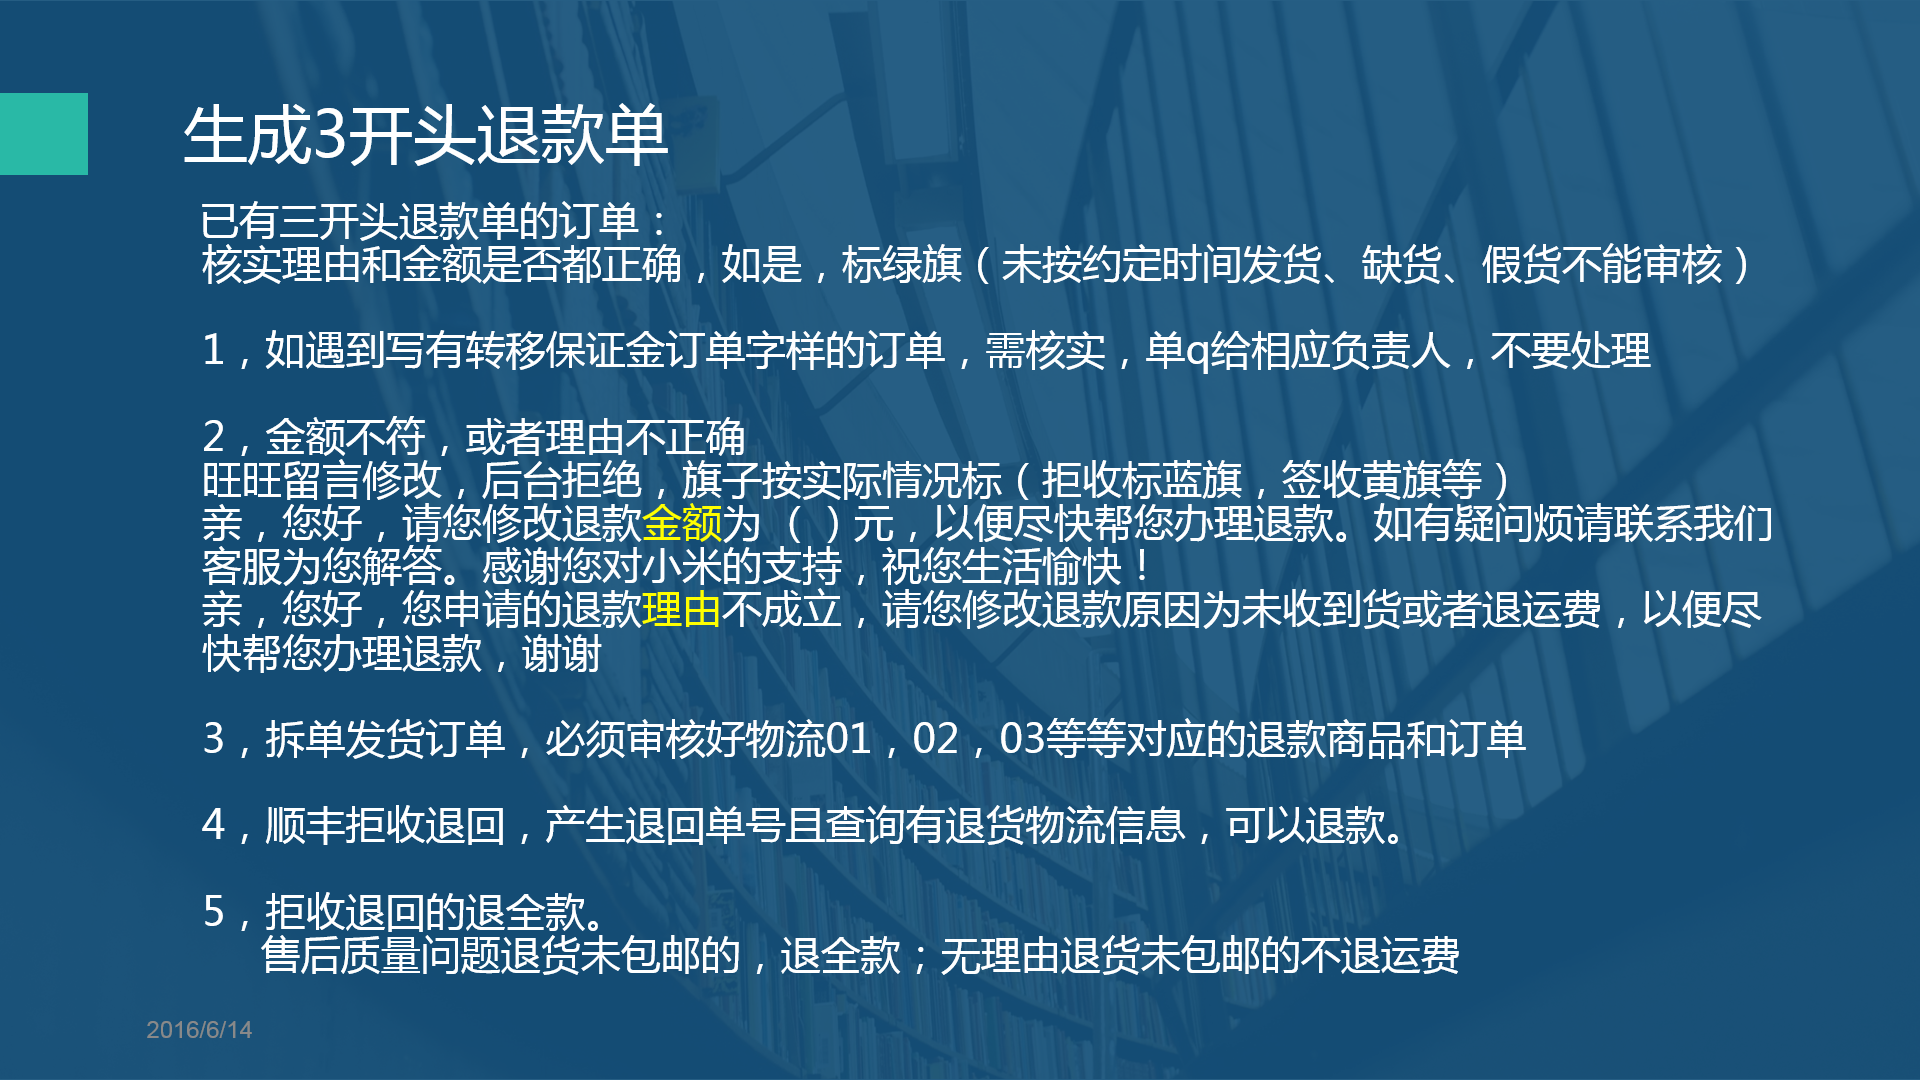 生成3开头退款单
已有三开头退款单的订单：
核实理由和金额是否都正确，如是，标绿旗（未按约定时间发货、缺货、假货不能审核）
1，如遇到写有转移保证金订单字样的订单，需核实，单q给相应负责人，不要处理
2，金额不符，或者理由不正确
旺旺留言修改，后台拒绝，旗子按实际情况标（拒收标蓝旗，签收黄旗等）
亲，您好，请您修改退款金额为 （ ）元，以便尽快帮您办理退款。如有疑问烦请联系我们
客服为您解答。感谢您对小米的支持，祝您生活愉快！
亲，您好，您申请的退款理由不成立，请您修改退款原因为未收到货或者退运费，以便尽
快帮您办理退款，谢谢
3，拆单发货订单，必须审核好物流01，02，03等等对应的退款商品和订单
4，顺丰拒收退回，产生退回单号且查询有退货物流信息，可以退款。
5，拒收退回的退全款。
售后质量问题退货未包邮的，退全款；无理由退货未包邮的不退运费
2016/6/14